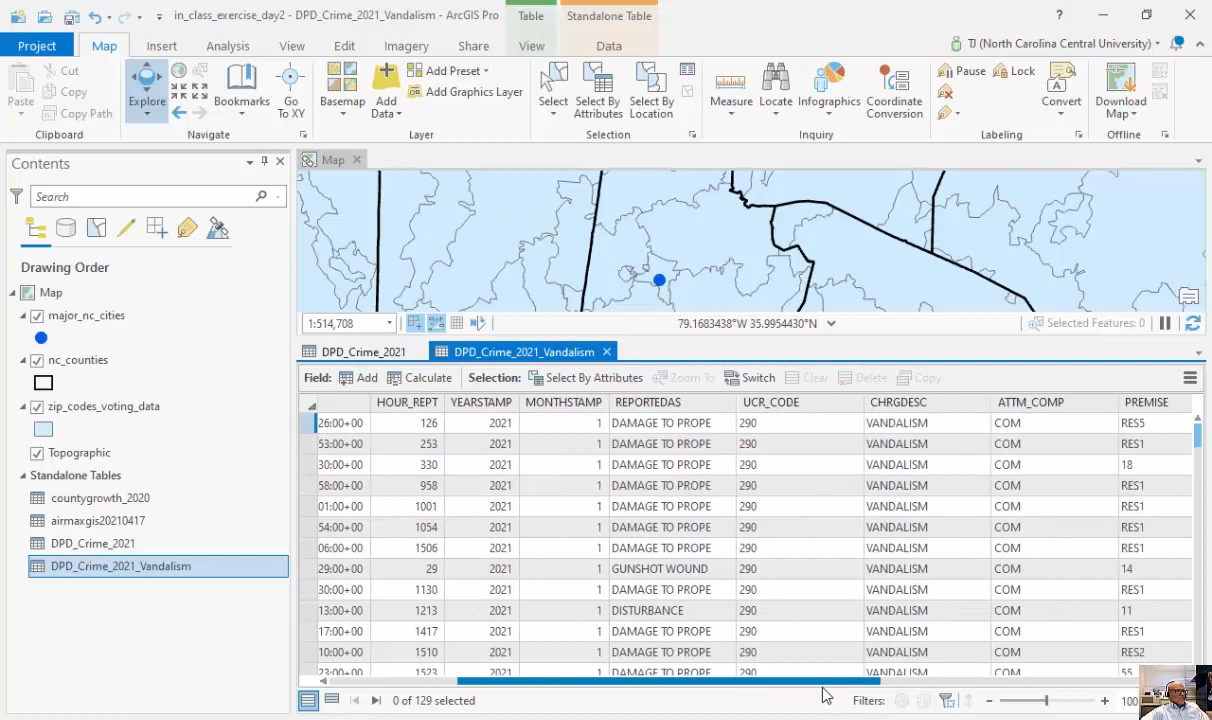 in_class_exercise_day2 - DPD_Crime_2021_Vandalism - ArcGIS Pro
Table
Standalone Table
?
Project
Map
Insert
Analysis
View
Edit
Imagery
Share
View
Data
TJ (North Carolina Central University)
Paste
Cut
Copy
Copy Path
Clipboard
Explore
Bookmarks
Go
To XY
Navigate
Basemap
Add
Data
Add Preset
Add Graphics Layer
Layer
Select
Select By
Attributes
Select By
Location
Selection
Measure
Locate
Infographics
Coordinate
Conversion
Inquiry
Pause
Lock
Convert
Labeling
Download
Map
Offline
Contents
Search
Drawing Order
Map
major_nc_cities
nc_counties
zip_codes_voting_data
Topographic
Standalone Tables
countygrowth_2020
airmaxgis20210417
DPD_Crime_2021
DPD_Crime_2021_Vandalism
Map
1:514,708
79.1683438°W 35.9954430°N
Selected Features: 0
DPD_Crime_2021
DPD_Crime_2021_Vandalism
Field: Add Calculate Selection: Select By Attributes Zoom To Switch Clear Delete Copy
HOUR_REPT YEARSTAMP MONTHSTAMP REPORTEDAS UCR_CODE CHRGDESC ATTM_COMP PREMISE
26:00+00 126 2021 1 DAMAGE TO PROPE 290 VANDALISM COM RES5
53:00+00 253 2021 1 DAMAGE TO PROPE 290 VANDALISM COM RES1
30:00+00 330 2021 1 DAMAGE TO PROPE 290 VANDALISM COM 18
58:00+00 958 2021 1 DAMAGE TO PROPE 290 VANDALISM COM RES1
01:00+00 1001 2021 1 DAMAGE TO PROPE 290 VANDALISM COM RES1
54:00+00 1054 2021 1 DAMAGE TO PROPE 290 VANDALISM COM RES1
06:00+00 1506 2021 1 DAMAGE TO PROPE 290 VANDALISM COM RES1
29:00+00 29 2021 1 GUNSHOT WOUND 290 VANDALISM COM 14
30:00+00 1130 2021 1 DAMAGE TO PROPE 290 VANDALISM COM RES1
13:00+00 1213 2021 1 DISTURBANCE 290 VANDALISM COM 11
17:00+00 1417 2021 1 DAMAGE TO PROPE 290 VANDALISM COM RES1
10:00+00 1510 2021 1 DAMAGE TO PROPE 290 VANDALISM COM RES2
23:00+00 1523 2021 1 DAMAGE TO PROPE 290 VANDALISM COM 55
0 of 129 selected
Filters:
100